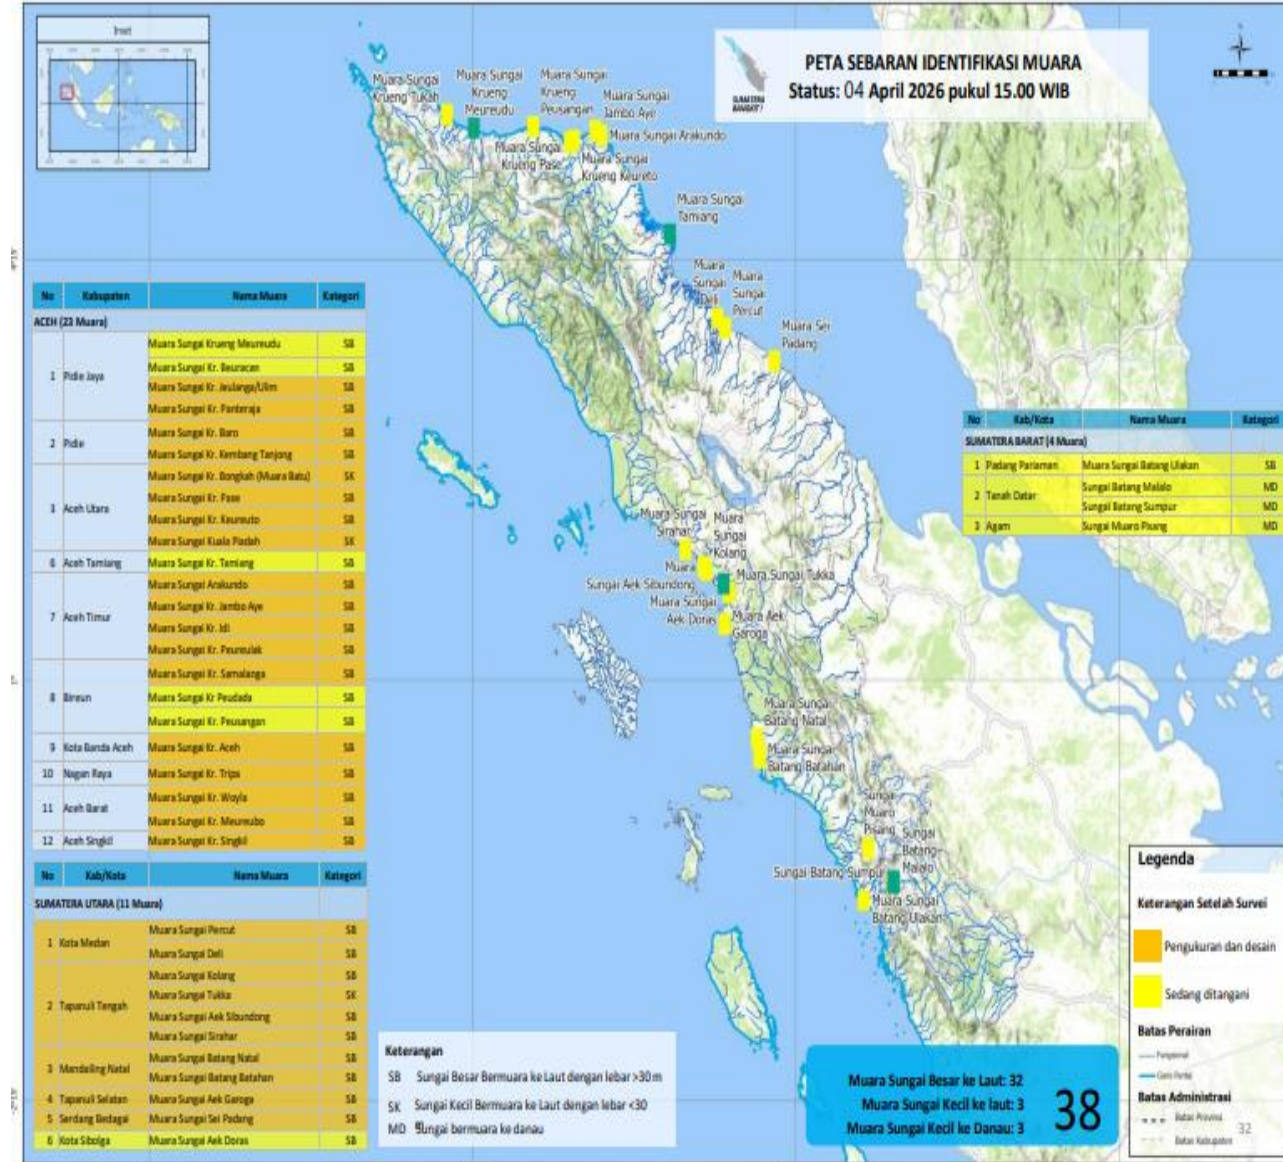 Inset
PETA SEBARAN IDENTIFIKASI MUARA
Status: 04 April 2026 pukul 15.00 WIB
Muara Sungai
Krueng Tukah
Muara Sungai
Krueng
Meureudu
Muara Sungai
Krueng
Peusangan
Muara Sungai
Jambo Aye
Muara Sungai Arakundo
Muara Sungai
Krueng Pase
Muara Sungai
Krueng Keureto
Muara Sungai
Tamiang
Muara
Sungai
Deli
Muara
Sungai
Percut
Muara Sei
Padang
No Kabupaten Nama Muara Kategori
ACEH (23 Muara)
1 Pidie Jaya Muara Sungai Krueng Meureudu SB
Muara Sungai Kr. Beuracan SB
Muara Sungai Kr. Jeulanga/Ulim SB
Muara Sungai Kr. Panteraja SB
2 Pidie Muara Sungai Kr. Baro SB
Muara Sungai Kr. Kembang Tanjong SB
3 Aceh Utara Muara Sungai Kr. Bongkah (Muara Batu) SK
Muara Sungai Kr. Pase SB
Muara Sungai Kr. Keureuto SB
Muara Sungai Kuala Piadah SK
6 Aceh Tamiang Muara Sungai Kr. Tamiang SB
7 Aceh Timur Muara Sungai Arakundo SB
Muara Sungai Kr. Jambo Aye SB
Muara Sungai Kr. Idi SB
Muara Sungai Kr. Peureulak SB
8 Bireun Muara Sungai Kr. Samalanga SB
Muara Sungai Kr Peudada SB
Muara Sungai Kr. Peusangan SB
9 Kota Banda Aceh Muara Sungai Kr. Aceh SB
10 Nagan Raya Muara Sungai Kr. Tripa SB
11 Aceh Barat Muara Sungai Kr. Woyla SB
Muara Sungai Kr. Meureubo SB
12 Aceh Singkil Muara Sungai Kr. Singkil SB
No Kab/Kota Nama Muara Kategori
SUMATERA BARAT (4 Muara)
1 Padang Pariaman Muara Sungai Batang Ulakan SB
2 Tanah Datar Sungai Batang Malalo MD
Sungai Batang Sumpur MD
3 Agam Sungai Muaro Pisang MD
Muara Sungai
Sirahar
Muara
Sungai
Kolang
Muara
Sungai Aek Sibundong
Muara Sungai Tukka
Muara Sungai
Aek Doras
Muara Aek
Garoga
Muara Sungai
Batang Natal
Muara Sungai
Batang Batahan
Sungai
Muaro
Pisang
Sungai
Batang
Malalo
Sungai Batang Sumpur
Muara Sungai
Batang Ulakan
No Kab/Kota Nama Muara Kategori
SUMATERA UTARA (11 Muara)
1 Kota Medan Muara Sungai Percut SB
Muara Sungai Deli SB
2 Tapanuli Tengah Muara Sungai Kolang SB
Muara Sungai Tukka SK
Muara Sungai Aek Sibundong SB
Muara Sungai Sirahar SB
3 Mandailing Natal Muara Sungai Batang Natal SB
Muara Sungai Batang Batahan SB
4 Tapanuli Selatan Muara Sungai Aek Garoga SB
5 Serdang Bedagai Muara Sungai Sei Padang SB
6 Kota Sibolga Muara Sungai Aek Doras SB
Keterangan
SB Sungai Besar Bermuara ke Laut dengan lebar >30 m
SK Sungai Kecil Bermuara ke Laut dengan lebar <30
MD Sungai bermuara ke danau
Muara Sungai Besar ke Laut: 32
Muara Sungai Kecil ke laut: 3
Muara Sungai Kecil ke Danau: 3
38
Legenda
Keterangan Setelah Survei
Pengukuran dan desain
Sedang ditangani
Batas Perairan
Garis Pantai
Batas Administrasi
Batas Provinsi
Batas Kabupaten
32